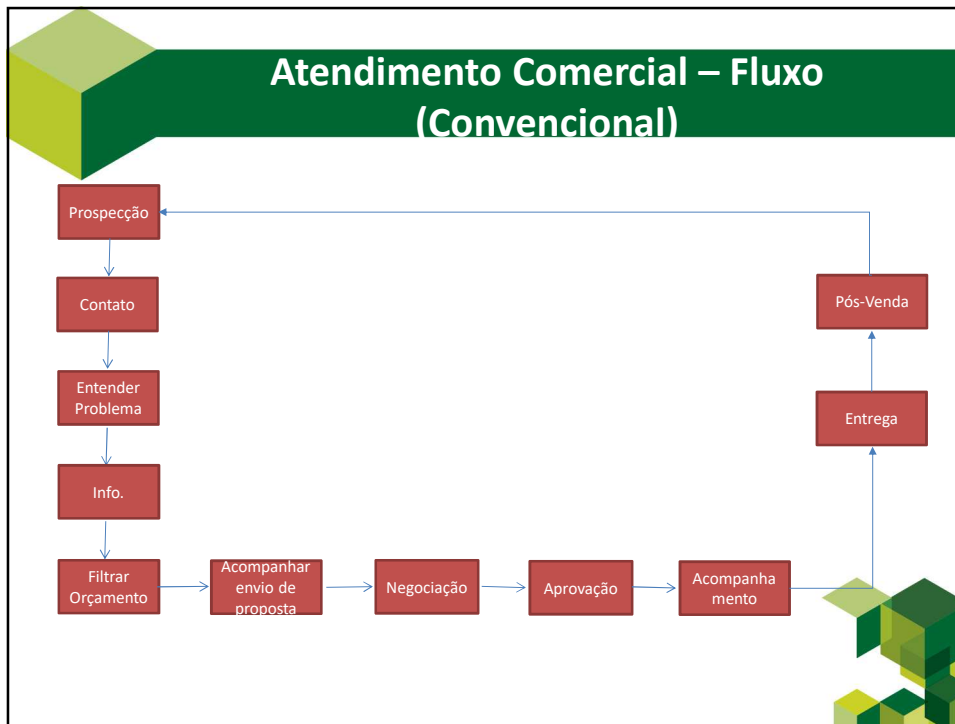 Atendimento Comercial – Fluxo
(Convencional)
Prospecção
Contato
Entender
Problema
Info.
Filtrar
Orçamento
Acompanhar
envio de
proposta
Negociação
Aprovação
Acompanha
mento
Entrega
Pós-Venda